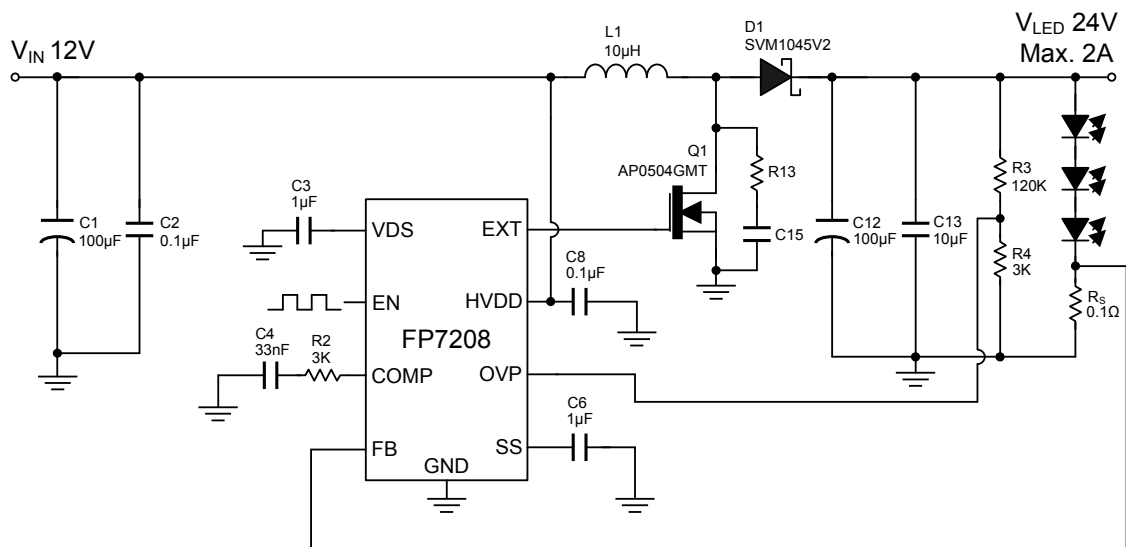 V_IN 12V
L1
10µH
D1
SVM1045V2
V_LED 24V
Max. 2A
Q1
AP0504GMT
R13
R3
120K
C3
1µF
VDS
EXT
C1
100µF
C2
0.1µF
C15
C12
100µF
C13
10µF
R4
3K
C8
0.1µF
EN
HVDD
R_S
0.1Ω
C4
33nF
R2
3K
FP7208
COMP
OVP
C6
1µF
FB
SS
GND